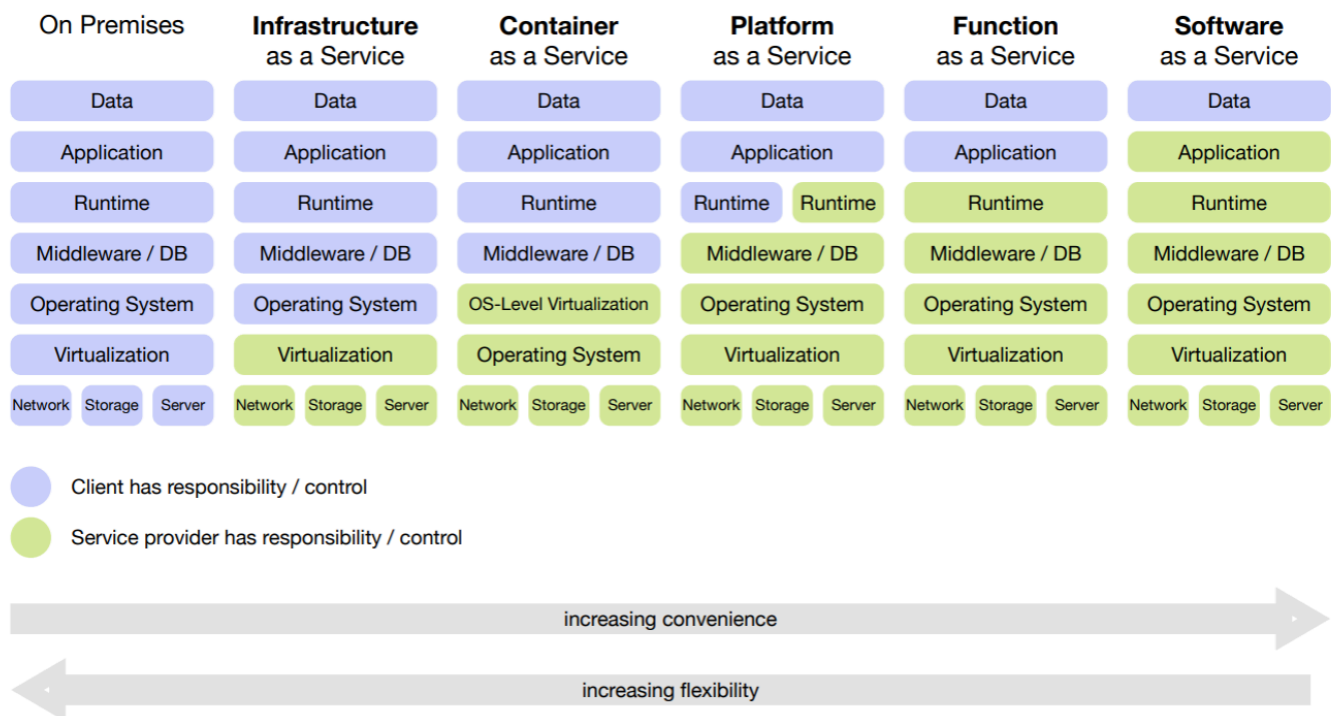 On Premises
Infrastructure
as a Service
Container
as a Service
Platform
as a Service
Function
as a Service
Software
as a Service
Data Data Data Data Data Data
Application Application Application Application Application Application
Runtime Runtime Runtime Runtime Runtime Runtime Runtime
Middleware / DB Middleware / DB Middleware / DB Middleware / DB Middleware / DB Middleware / DB
Operating System Operating System OS-Level Virtualization Operating System Operating System Operating System
Virtualization Virtualization Operating System Virtualization Virtualization Virtualization
Network Storage Server Network Storage Server Network Storage Server Network Storage Server Network Storage Server Network Storage Server
Client has responsibility / control
Service provider has responsibility / control
increasing convenience
increasing flexibility